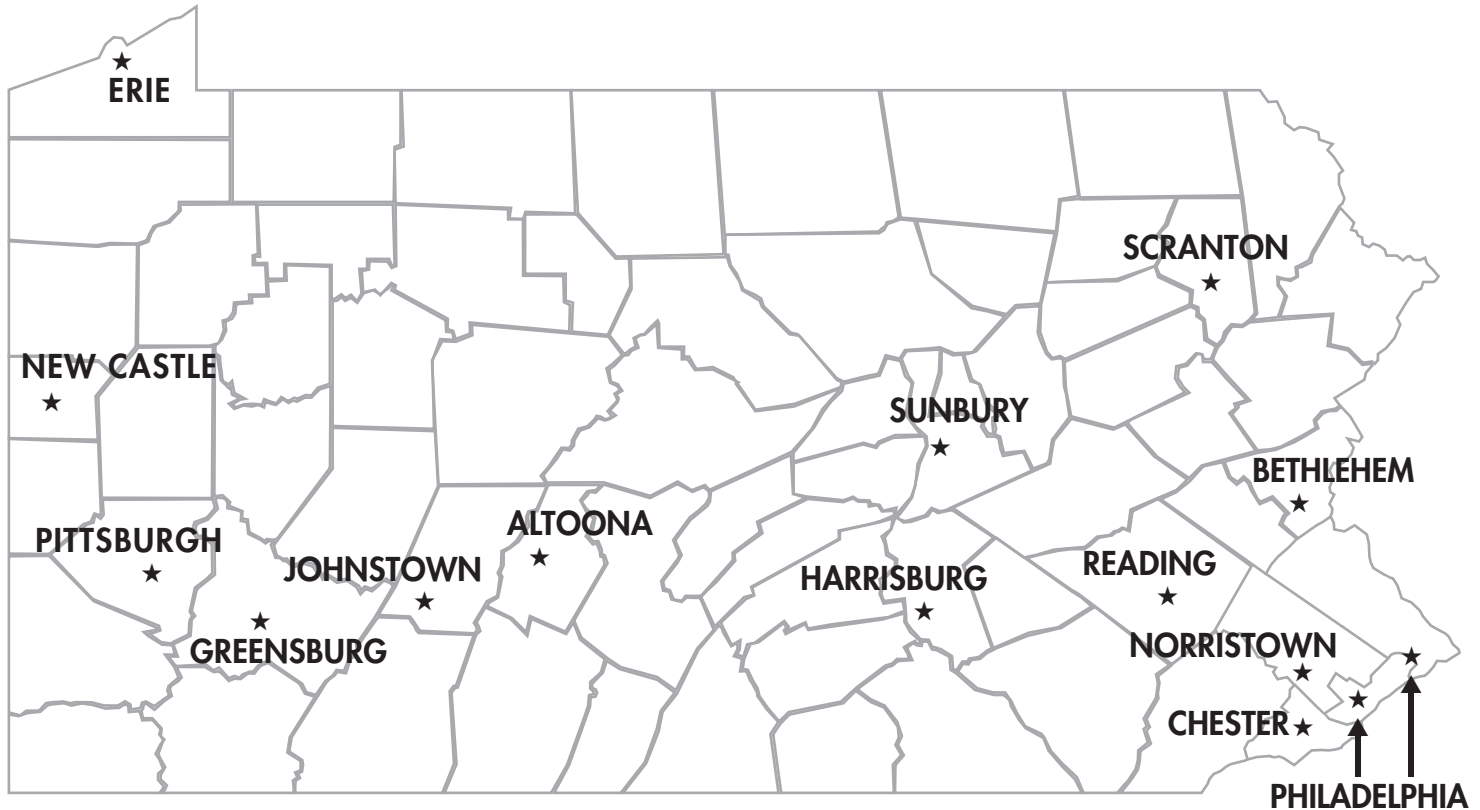 ERIE
SCRANTON
NEW CASTLE
SUNBURY
BETHLEHEM
ALTOONA
PITTSBURGH
JOHNSTOWN
HARRISBURG
READING
GREENSBURG
NORRISTOWN
CHESTER
PHILADELPHIA